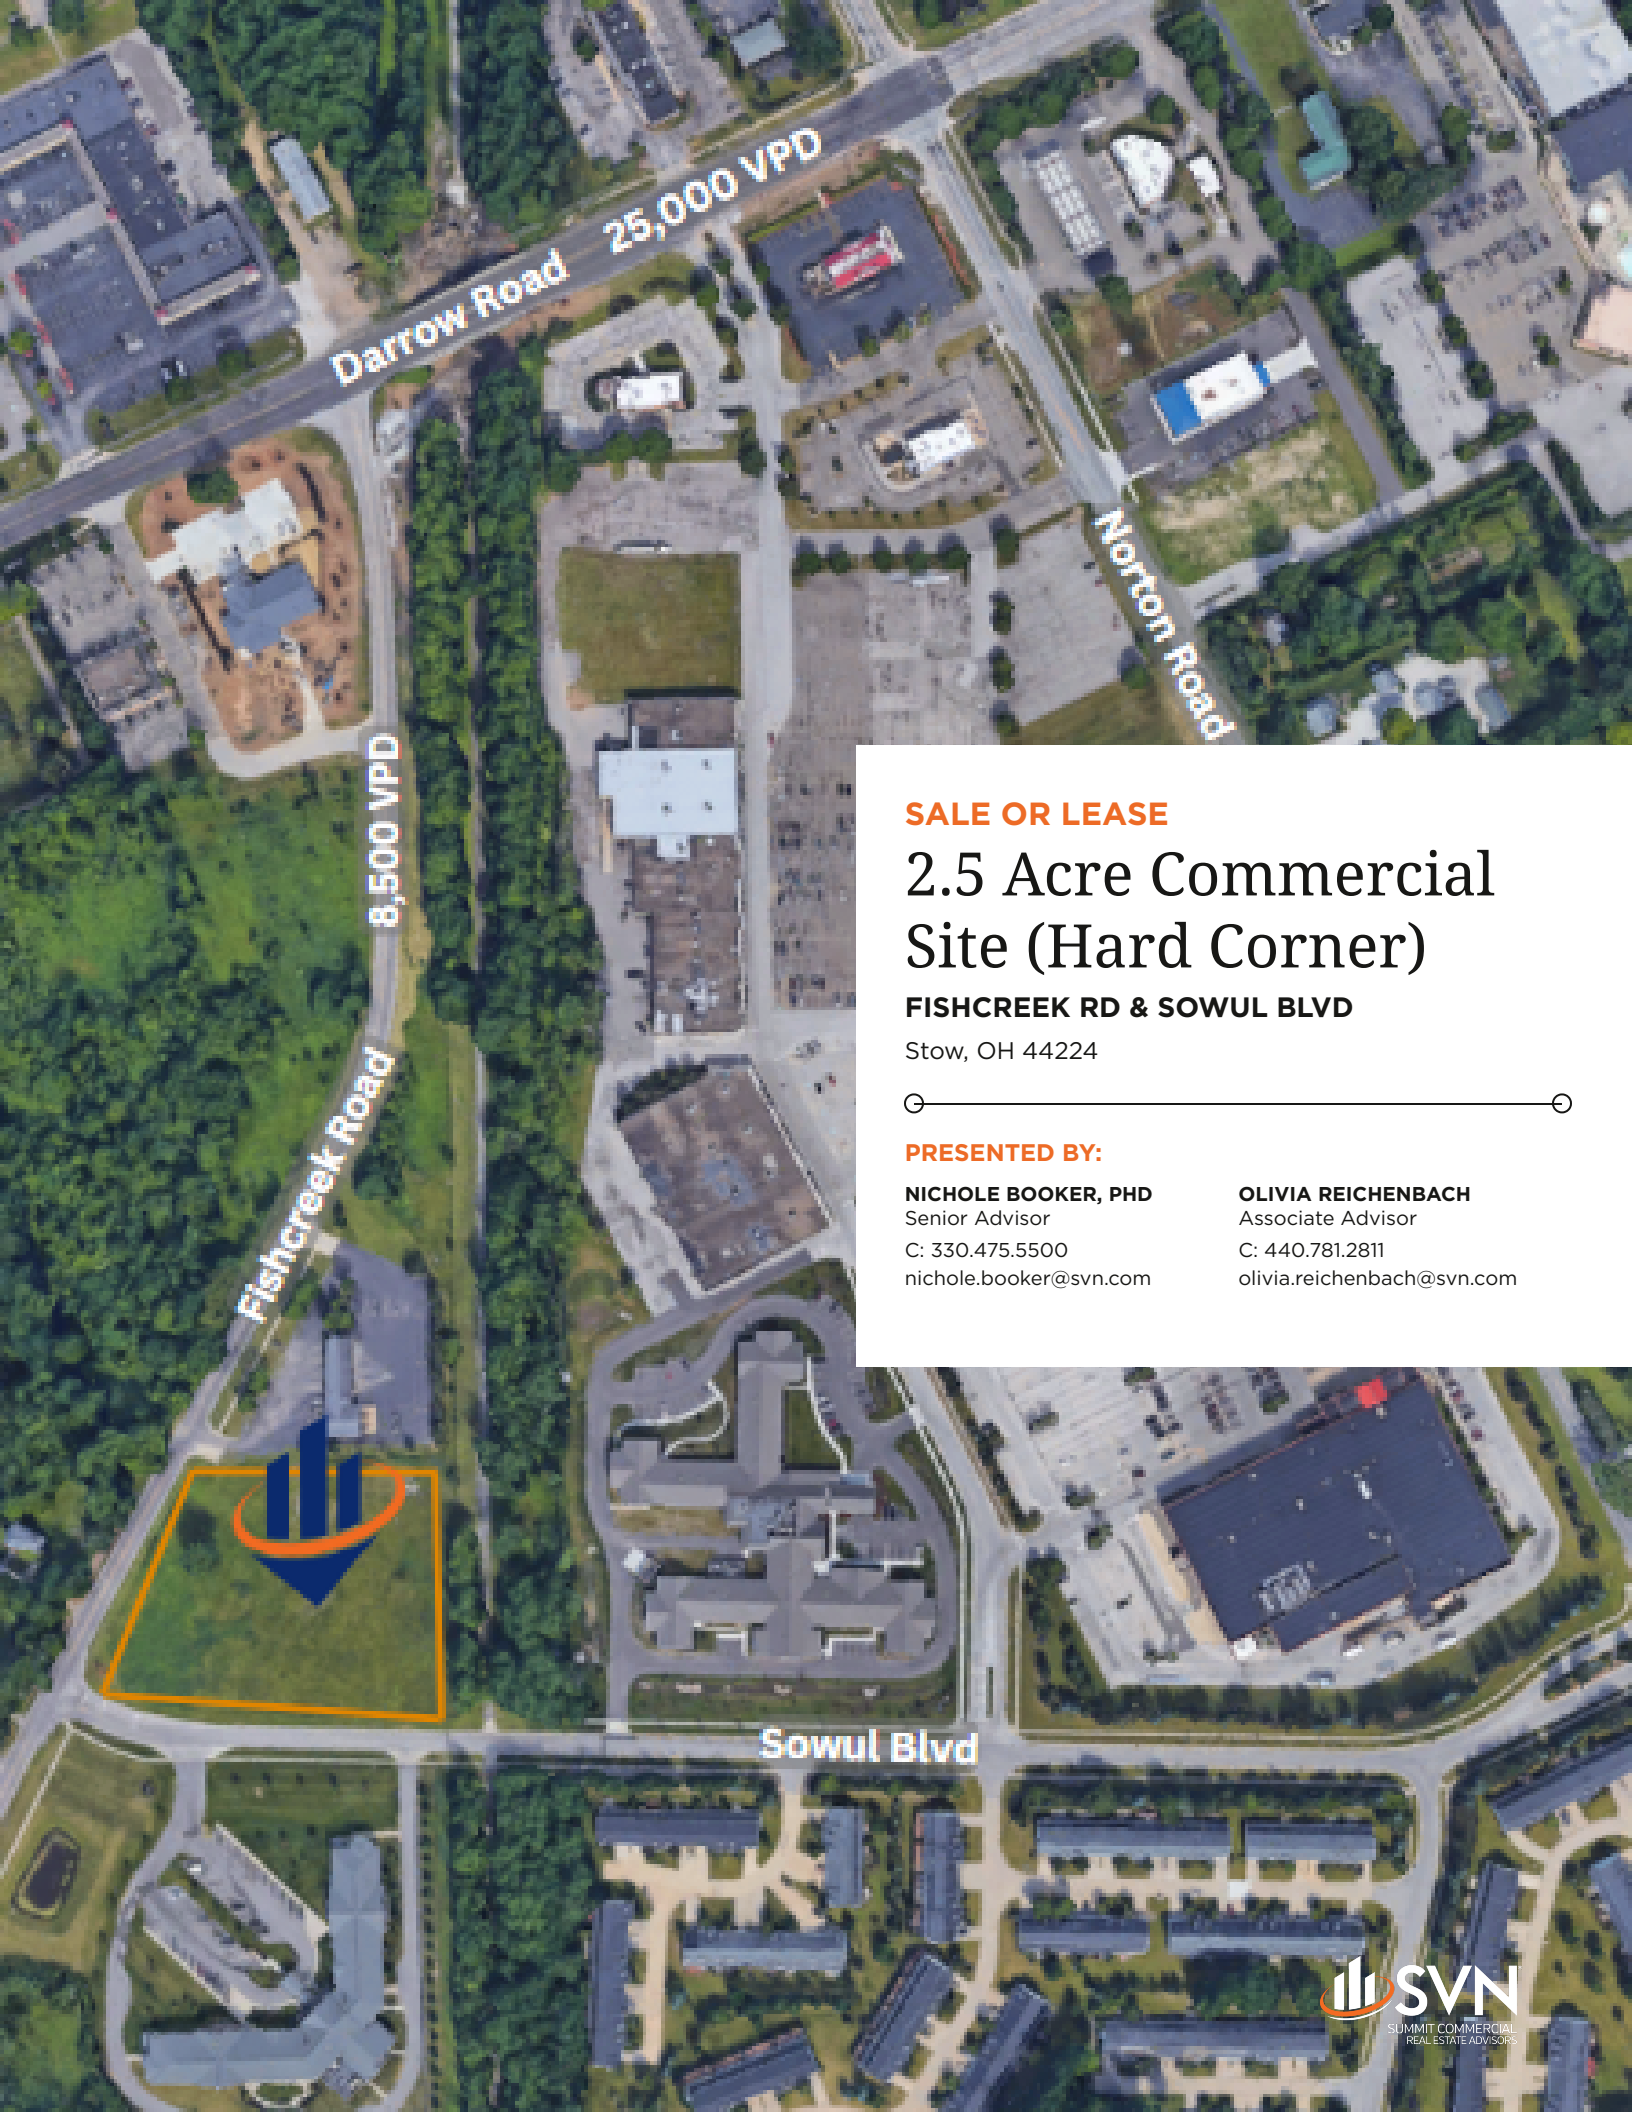 Darrow Road 25,000 VPD
Norton Road
8,500 VPD
Fishcreek Road
SALE OR LEASE
2.5 Acre Commercial
Site (Hard Corner)
FISHCREEK RD & SOWUL BLVD
Stow, OH 44224
PRESENTED BY:
NICHOLE BOOKER, PHD
Senior Advisor
C: 330.475.5500
nichole.booker@svn.com
OLIVIA REICHENBACH
Associate Advisor
C: 440.781.2811
olivia.reichenbach@svn.com
Sowul Blvd
SVN
SUMMIT COMMERCIAL
REAL ESTATE ADVISORS